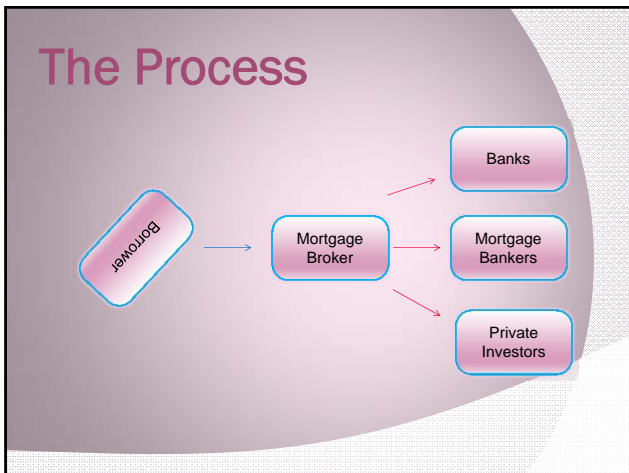 The Process
Borrower
Mortgage
Broker
Banks
Mortgage
Bankers
Private
Investors